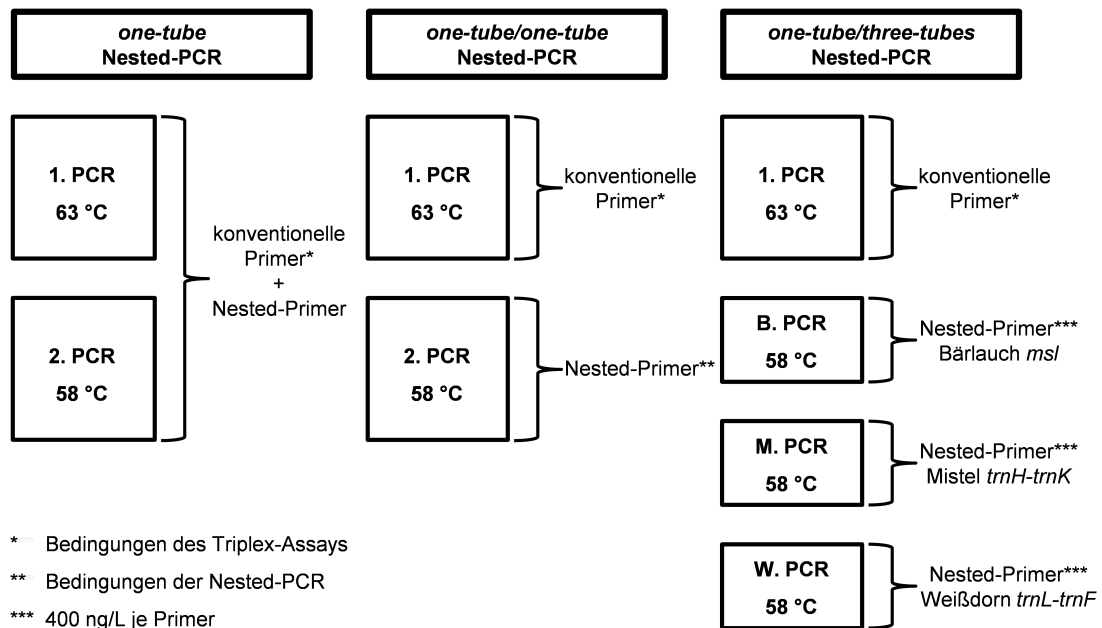 one-tube
Nested-PCR
1. PCR
63 °C
2. PCR
58 °C
konventionelle
Primer*
+
Nested-Primer
one-tube/one-tube
Nested-PCR
1. PCR
63 °C
konventionelle
Primer*
2. PCR
58 °C
Nested-Primer**
one-tube/three-tubes
Nested-PCR
1. PCR
63 °C
konventionelle
Primer*
B. PCR
58 °C
Nested-Primer***
Bärlauch msl
M. PCR
58 °C
Nested-Primer***
Mistel trnH-trnK
W. PCR
58 °C
Nested-Primer***
Weißdorn trnL-trnF
* Bedingungen des Triplex-Assays
** Bedingungen der Nested-PCR
*** 400 ng/L je Primer